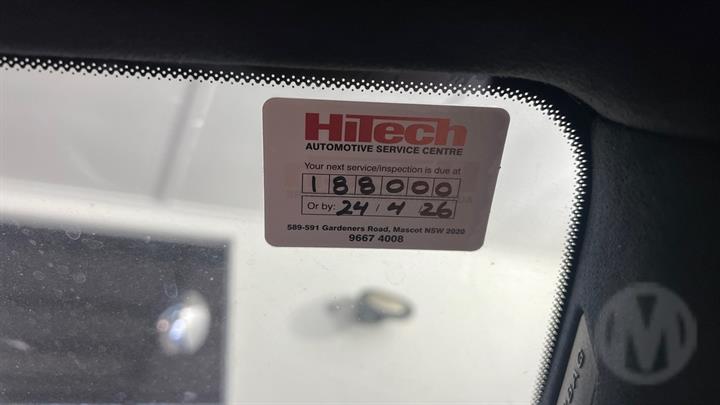 HiTech
AUTOMOTIVE SERVICE CENTRE
Your next service/inspection is due at
188000
Or by: 24 / 4 / 26
589-591 Gardeners Road, Mascot NSW 2020
9667 4008
M